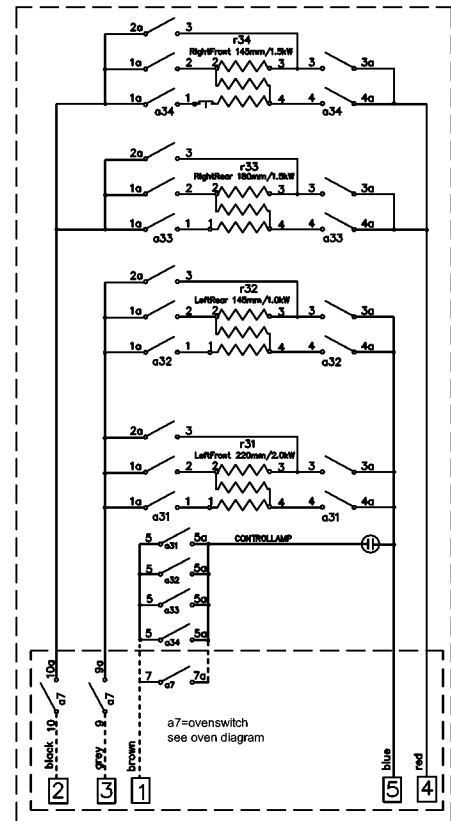 2a 3
r34
RightFront 145mm/1.5kW
1a 2 2 3 3 3a
1a 1 4 4 4a
a34 a34
2a 3
r33
RightRear 180mm/1.5kW
1a 2 2 3 3 3a
1a 1 1 4 4 4a
a33 a33
2a 3
r32
LeftRear 145mm/1.0kW
1a 2 2 3 3 3a
1a 1 1 4 4 4a
a32 a32
2a 3
r31
LeftFront 220mm/2.0kW
1a 2 2 3 3 3a
1a 1 1 4 4 4a
a31 a31
5 a31 5a CONTROLLAMP
5 a32 5a
5 a33 5a
5 a34 5a
10a 9a 7 a7 7a
a7 a7
10 9
a7=ovenswitch
see oven diagram
black grey brown blue red
2 3 1 5 4